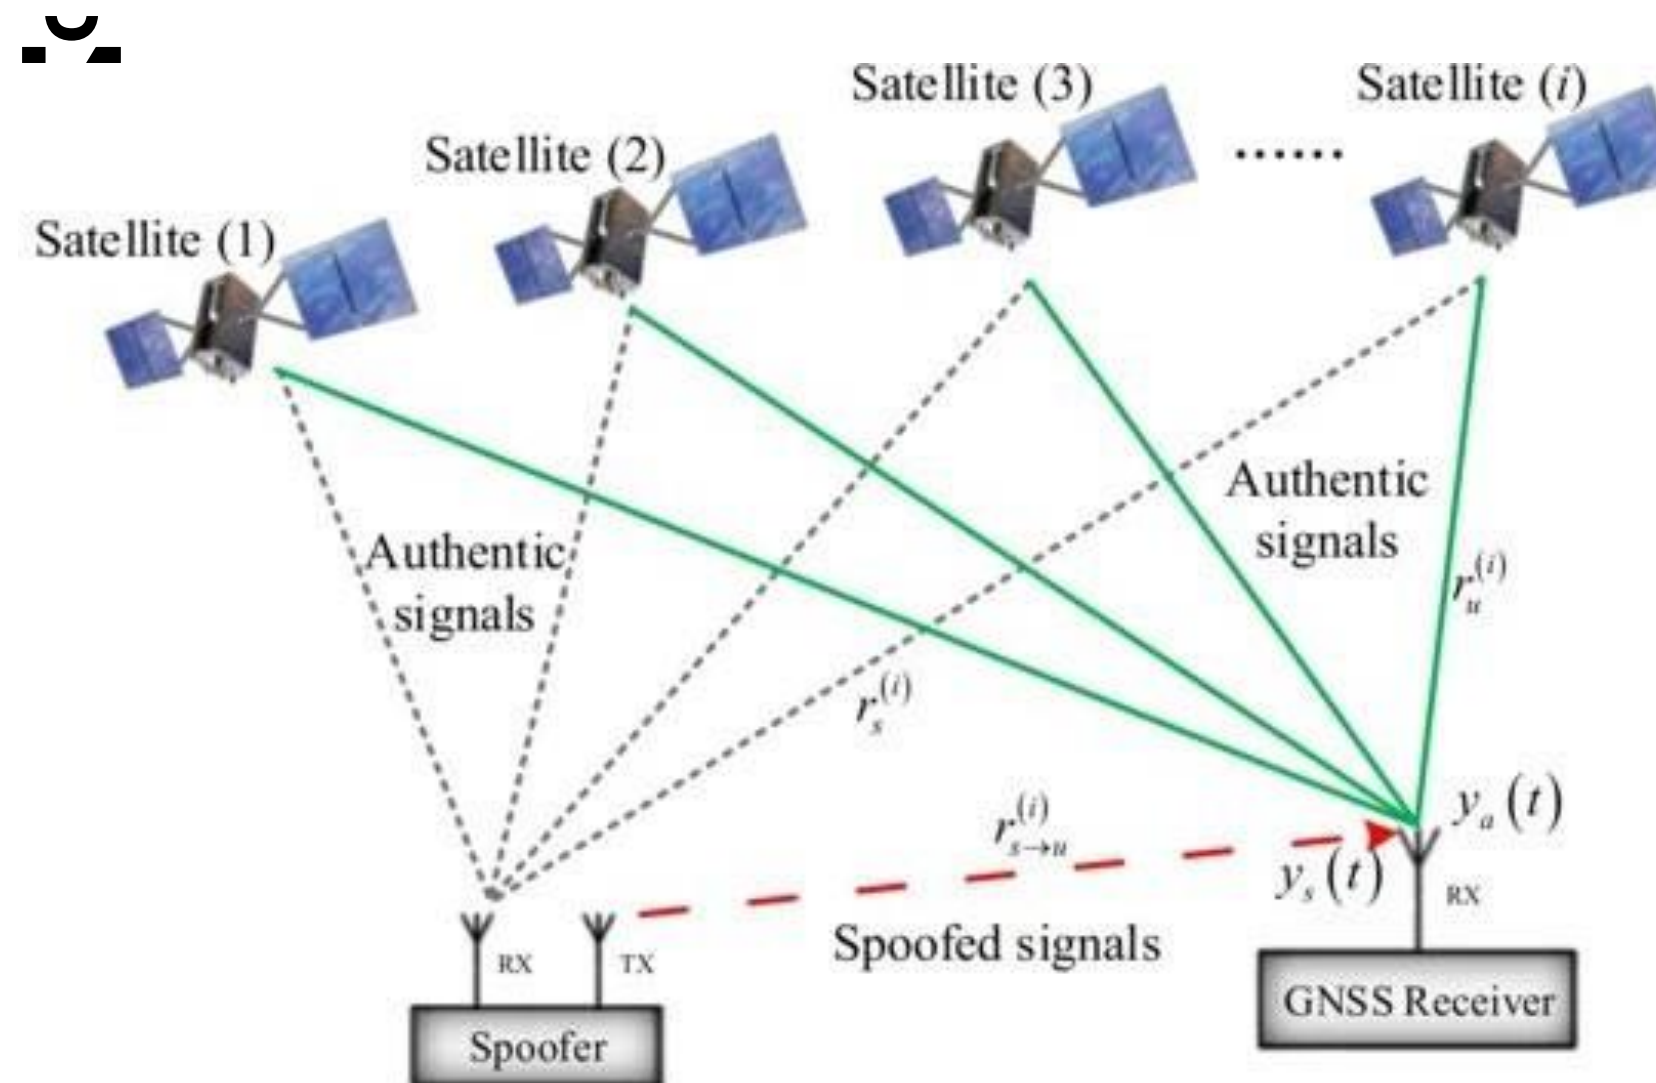 Satellite (3)
Satellite (i)
Satellite (2)
Satellite (1)
......
Authentic
signals
Authentic
signals
r_u^(i)
r_s^(i)
r_{s→u}^(i)
y_a (t)
y_s (t)
RX
RX
TX
Spoofed signals
GNSS Receiver
Spoofer